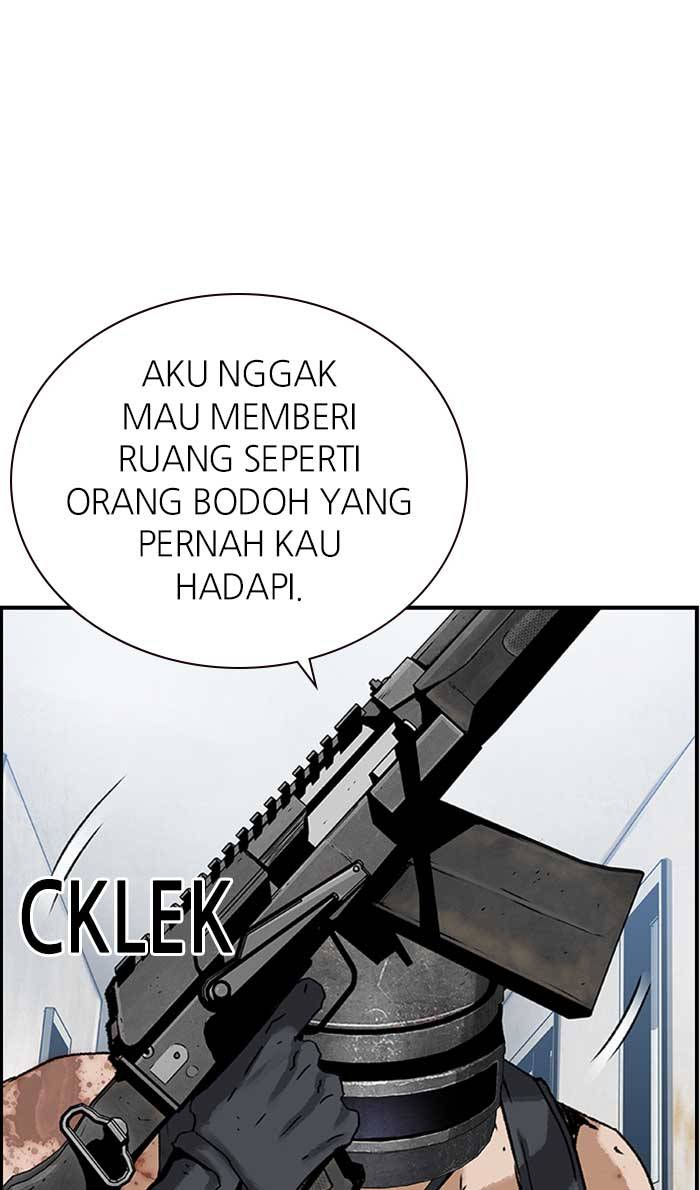 AKU NGGAK
MAU MEMBERI
RUANG SEPERTI
ORANG BODOH YANG
PERNAH KAU
HADAPI.
CKLEK